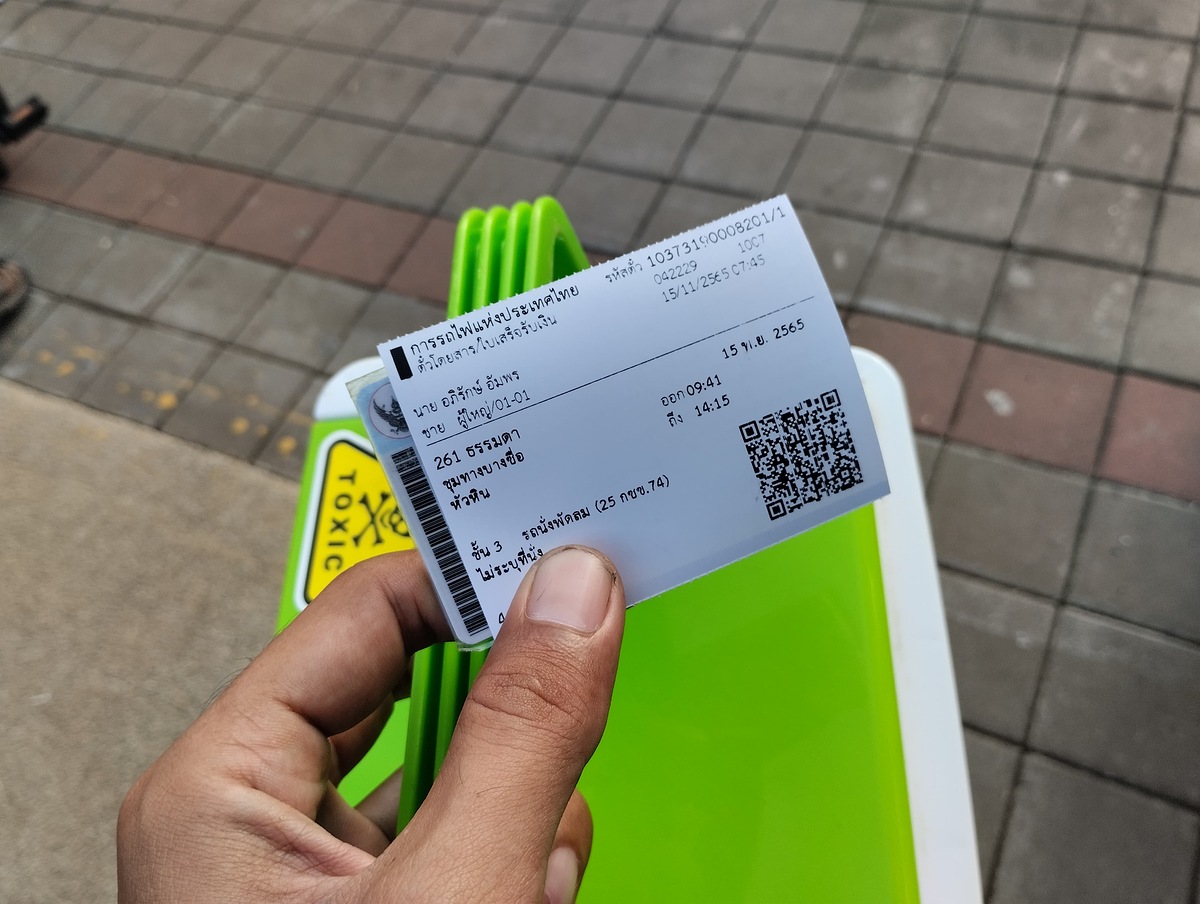 การรถไฟแห่งประเทศไทย
ตั๋วโดยสาร/ใบเสร็จรับเงิน
รหัสตั๋ว 10373190008201/1
042229 1007
15/11/2565 07:45
นาย อภิรักษ์ อัมพร
ชาย ผู้ใหญ่/01-01
15 พ.ย. 2565
261 ธรรมดา
ออก 09:41
ชุมทางบางซื่อ
ถึง 14:15
หัวหิน
ชั้น 3 รถนั่งพัดลม (25 กขข.74)
ไม่ระบุที่นั่ง
TOXIC